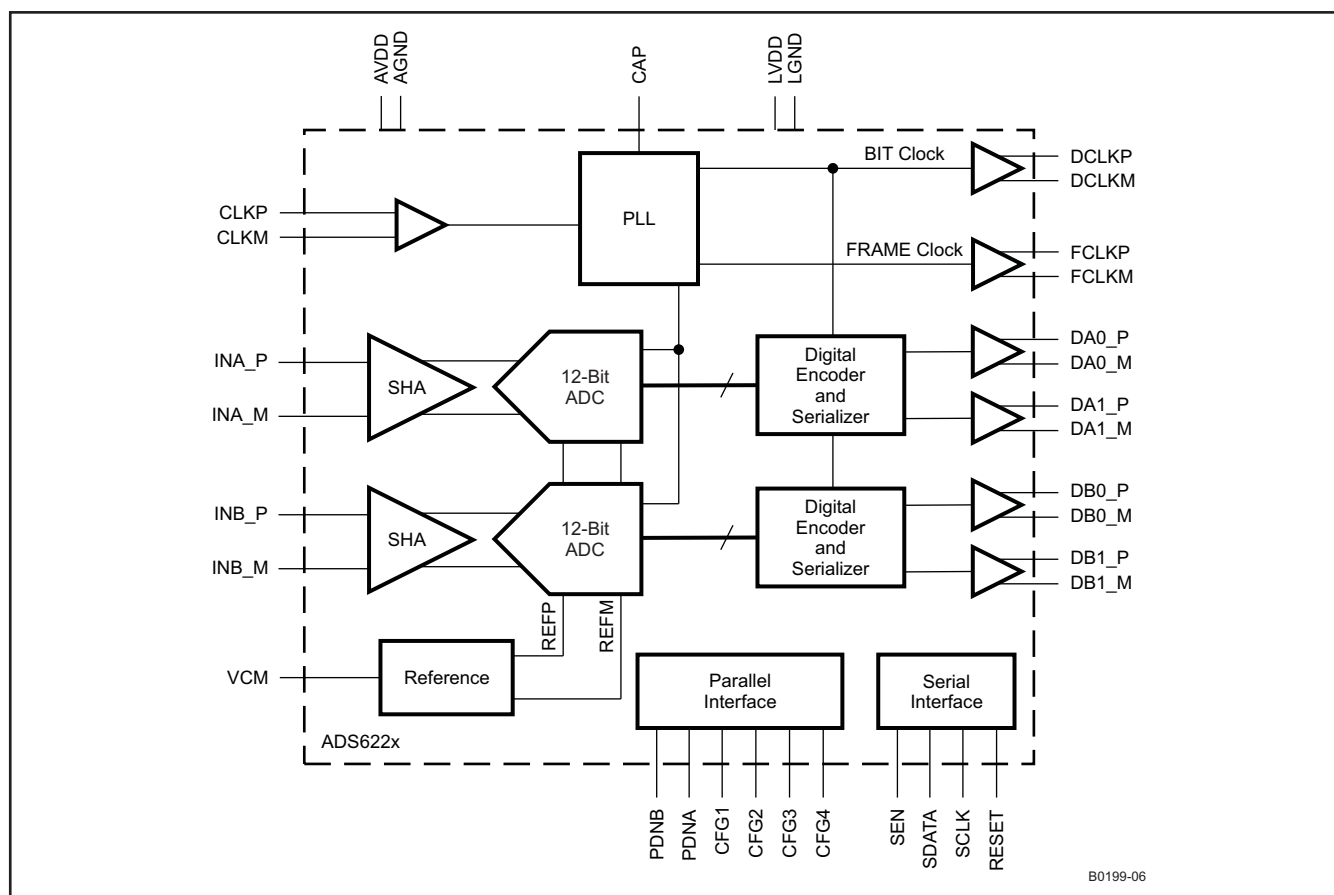 AVDD
AGND
CAP
LVDD
LGND
CLKP
CLKM
PLL
BIT Clock
DCLKP
DCLKM
FRAME Clock
FCLKP
FCLKM
INA_P
INA_M
SHA
12-Bit
ADC
Digital
Encoder
and
Serializer
DA0_P
DA0_M
DA1_P
DA1_M
INB_P
INB_M
SHA
12-Bit
ADC
Digital
Encoder
and
Serializer
DB0_P
DB0_M
DB1_P
DB1_M
REFP
REFM
VCM
Reference
Parallel
Interface
Serial
Interface
ADS622x
PDNB
PDNA
CFG1
CFG2
CFG3
CFG4
SEN
SDATA
SCLK
RESET
B0199-06